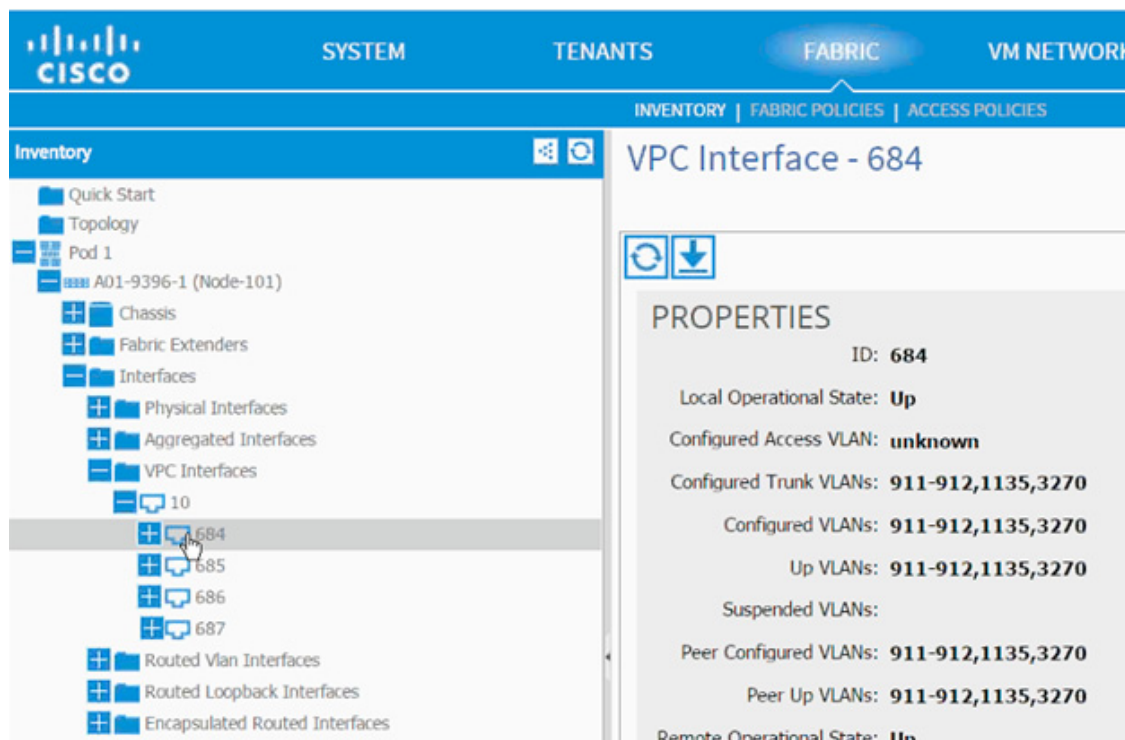 CISCO
SYSTEM TENANTS FABRIC VM NETWORK
INVENTORY | FABRIC POLICIES | ACCESS POLICIES
Inventory
Quick Start
Topology
Pod 1
A01-9396-1 (Node-101)
Chassis
Fabric Extenders
Interfaces
Physical Interfaces
Aggregated Interfaces
VPC Interfaces
10
684
685
686
687
Routed Vlan Interfaces
Routed Loopback Interfaces
Encapsulated Routed Interfaces
VPC Interface - 684
PROPERTIES
ID: 684
Local Operational State: Up
Configured Access VLAN: unknown
Configured Trunk VLANs: 911-912,1135,3270
Configured VLANs: 911-912,1135,3270
Up VLANs: 911-912,1135,3270
Suspended VLANs:
Peer Configured VLANs: 911-912,1135,3270
Peer Up VLANs: 911-912,1135,3270
Remote Operational State: Up